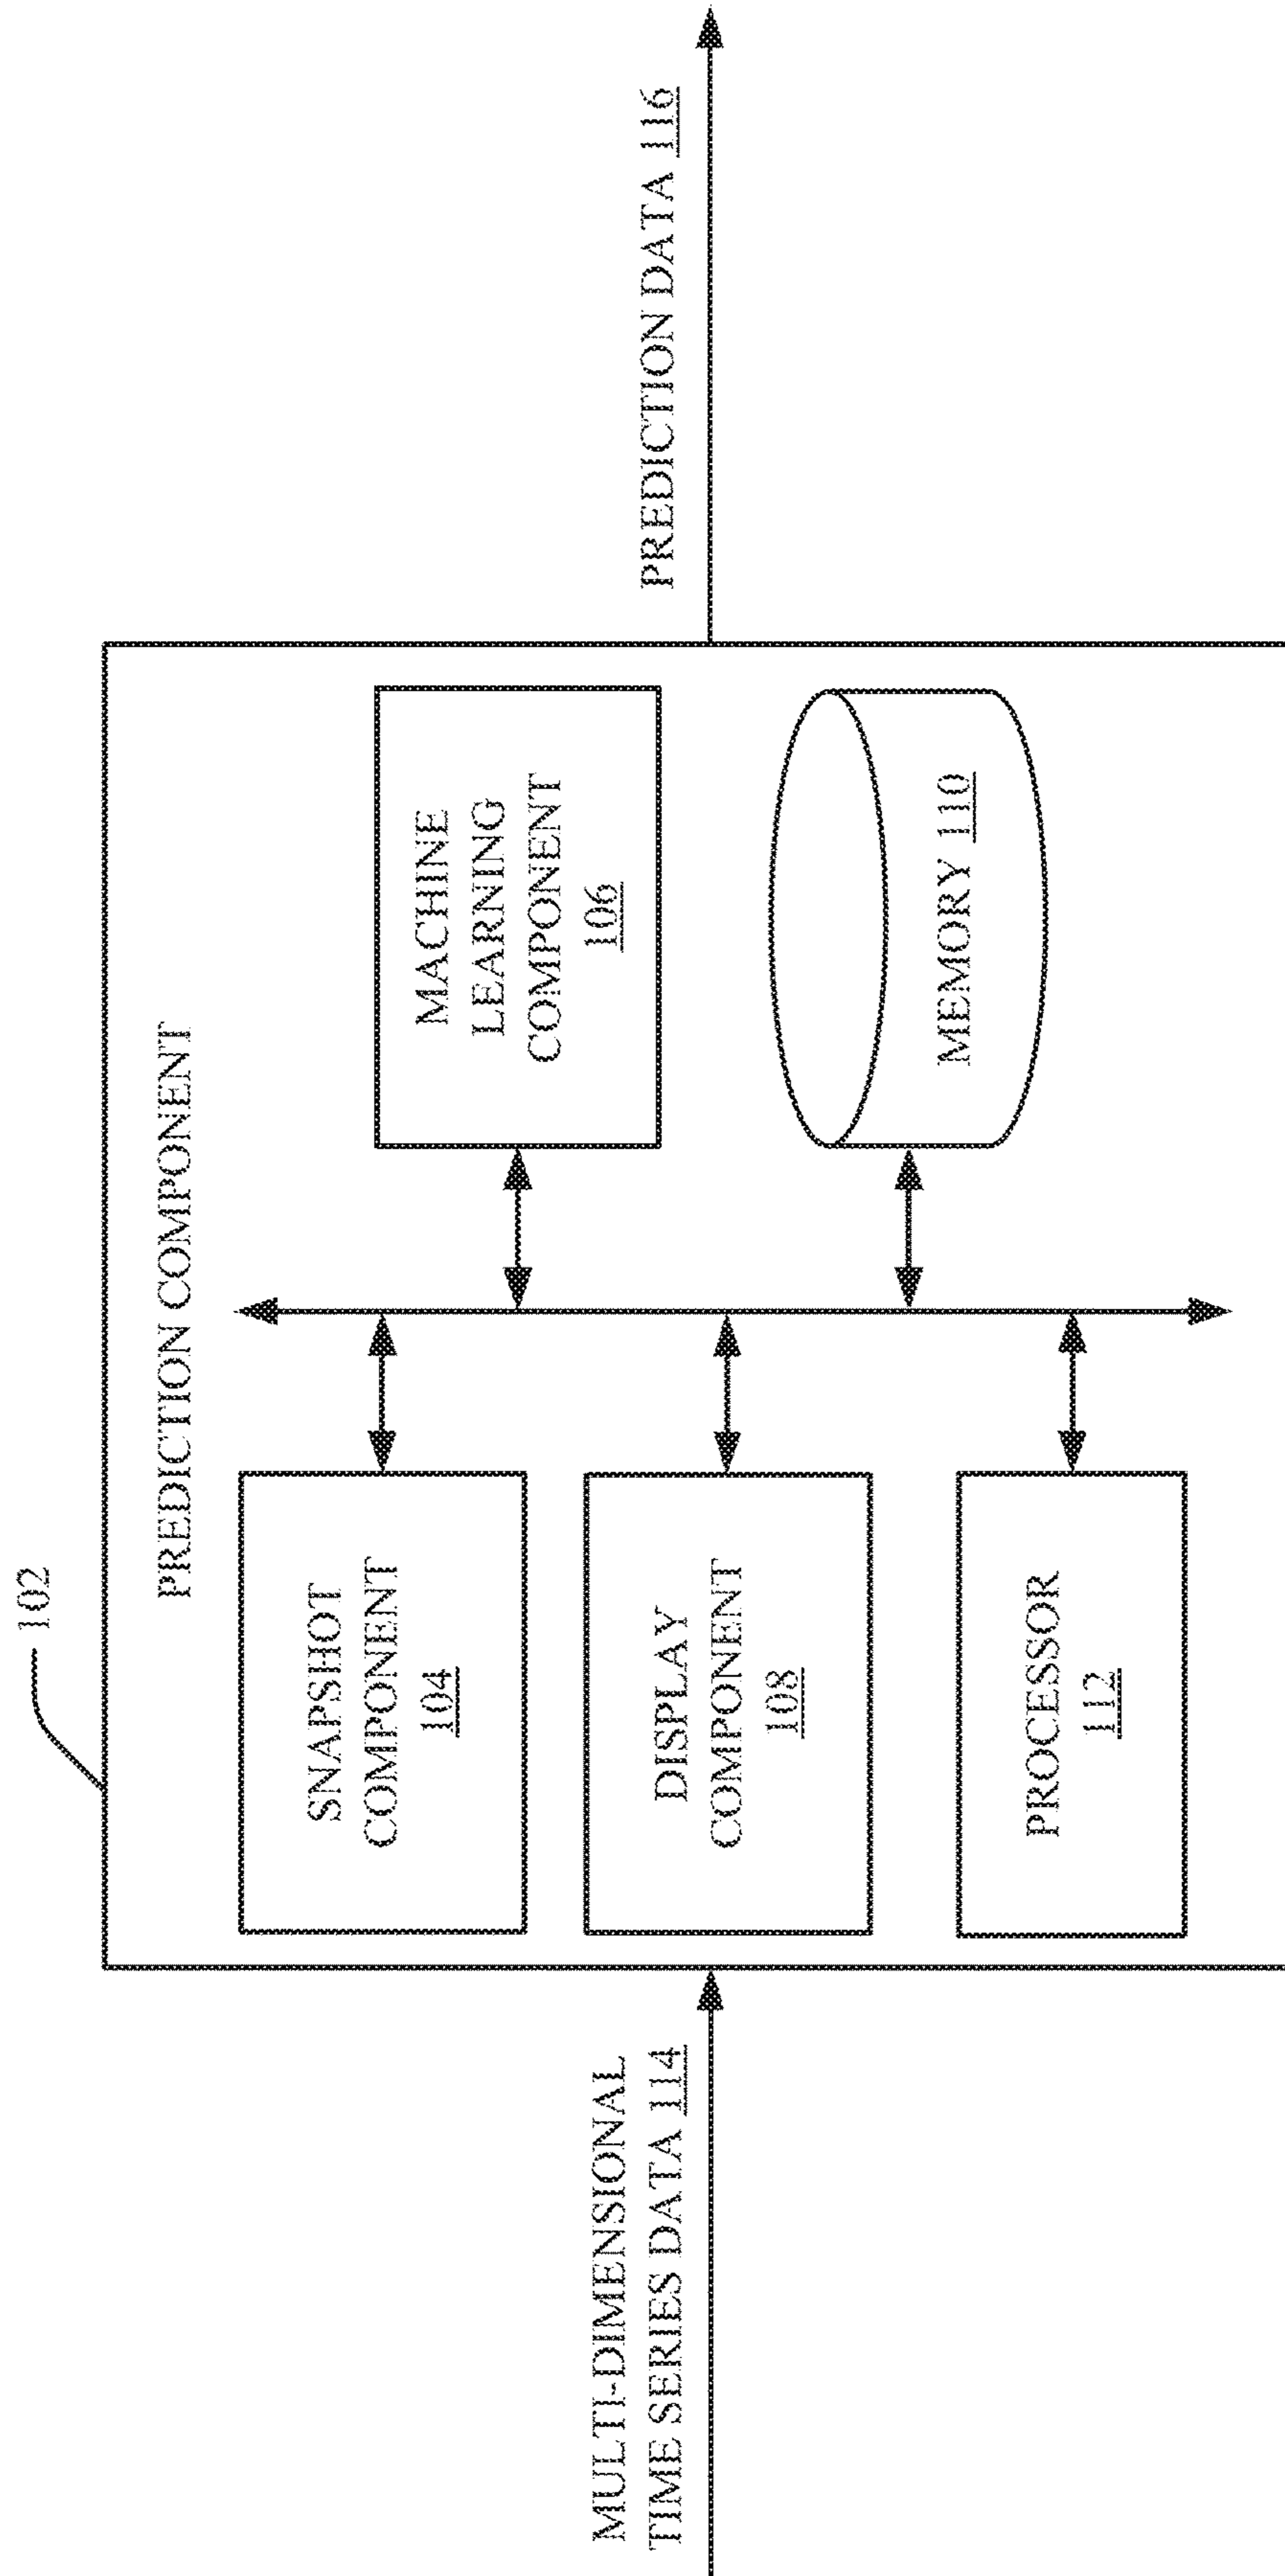 102
PREDICTION COMPONENT
SNAPSHOT
COMPONENT
104
MACHINE
LEARNING
COMPONENT
106
MULTI-DIMENSIONAL
TIME SERIES DATA 114
DISPLAY
COMPONENT
108
PREDICTION DATA 116
MEMORY 110
PROCESSOR
112